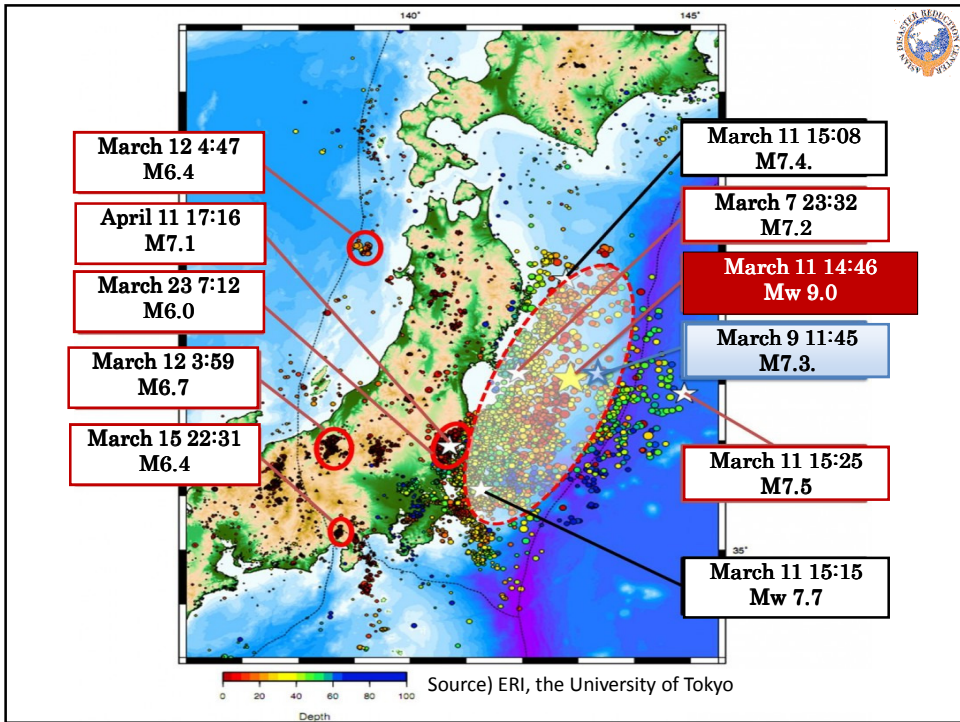 140°
145°
ASIAN DISASTER REDUCTION CENTER
March 12 4:47
M6.4
April 11 17:16
M7.1
March 23 7:12
M6.0
March 12 3:59
M6.7
March 15 22:31
M6.4
March 11 15:08
M7.4.
March 7 23:32
M7.2
March 11 14:46
Mw 9.0
March 9 11:45
M7.3.
March 11 15:25
M7.5
35°
March 11 15:15
Mw 7.7
0 20 40 60 80 100
Depth
Source) ERI, the University of Tokyo